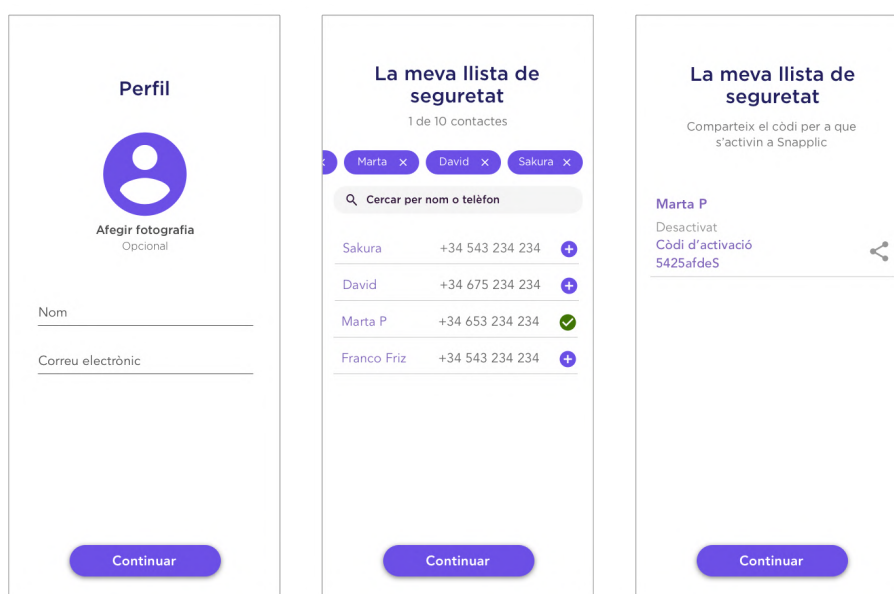 Perfil
Afegir fotografia
Opcional
Nom
Correu electrònic
Continuar
La meva llista de
seguretat
1 de 10 contactes
Marta
David
Sakura
Cercar per nom o telèfon
Sakura +34 543 234 234
David +34 675 234 234
Marta P +34 653 234 234
Franco Friz +34 543 234 234
Continuar
La meva llista de
seguretat
Comparteix el còdi per a que
s'activin a Snapplic
Marta P
Desactivat
Còdi d'activació
5425afdeS
Continuar